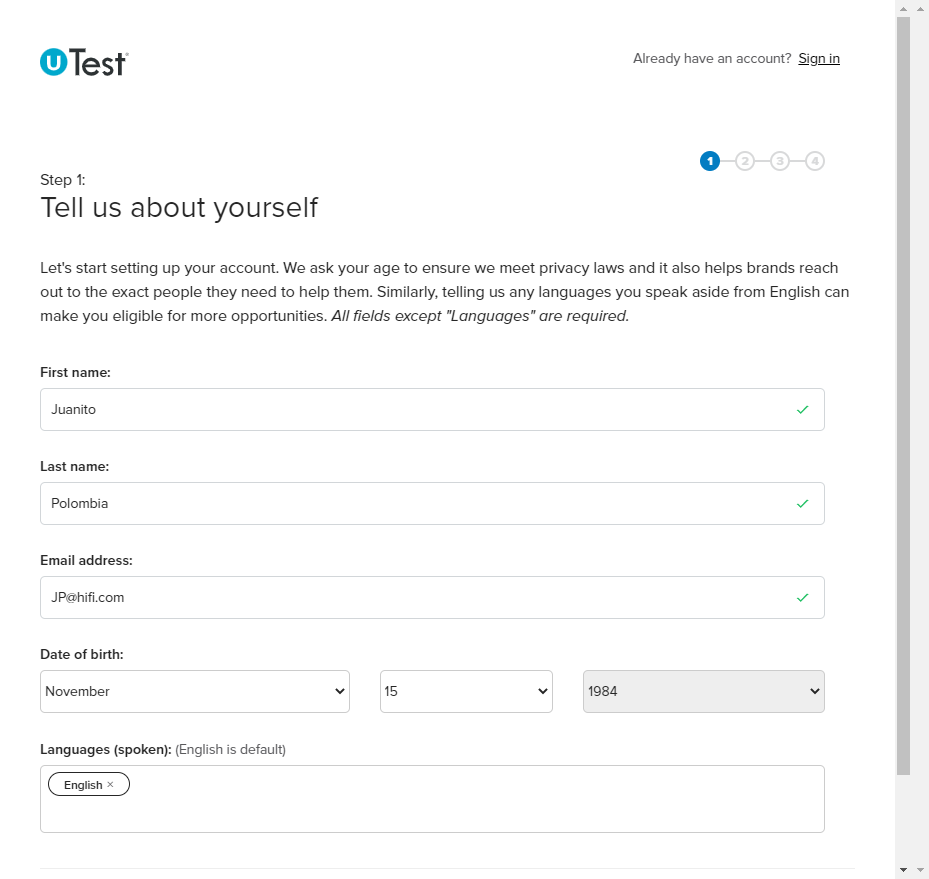 uTest
Already have an account? Sign in
1 2 3 4
Step 1:
Tell us about yourself
Let's start setting up your account. We ask your age to ensure we meet privacy laws and it also helps brands reach
out to the exact people they need to help them. Similarly, telling us any languages you speak aside from English can
make you eligible for more opportunities. All fields except "Languages" are required.
First name:
Juanito
Last name:
Polombia
Email address:
JP@hifi.com
Date of birth:
November 15 1984
Languages (spoken): (English is default)
English ×